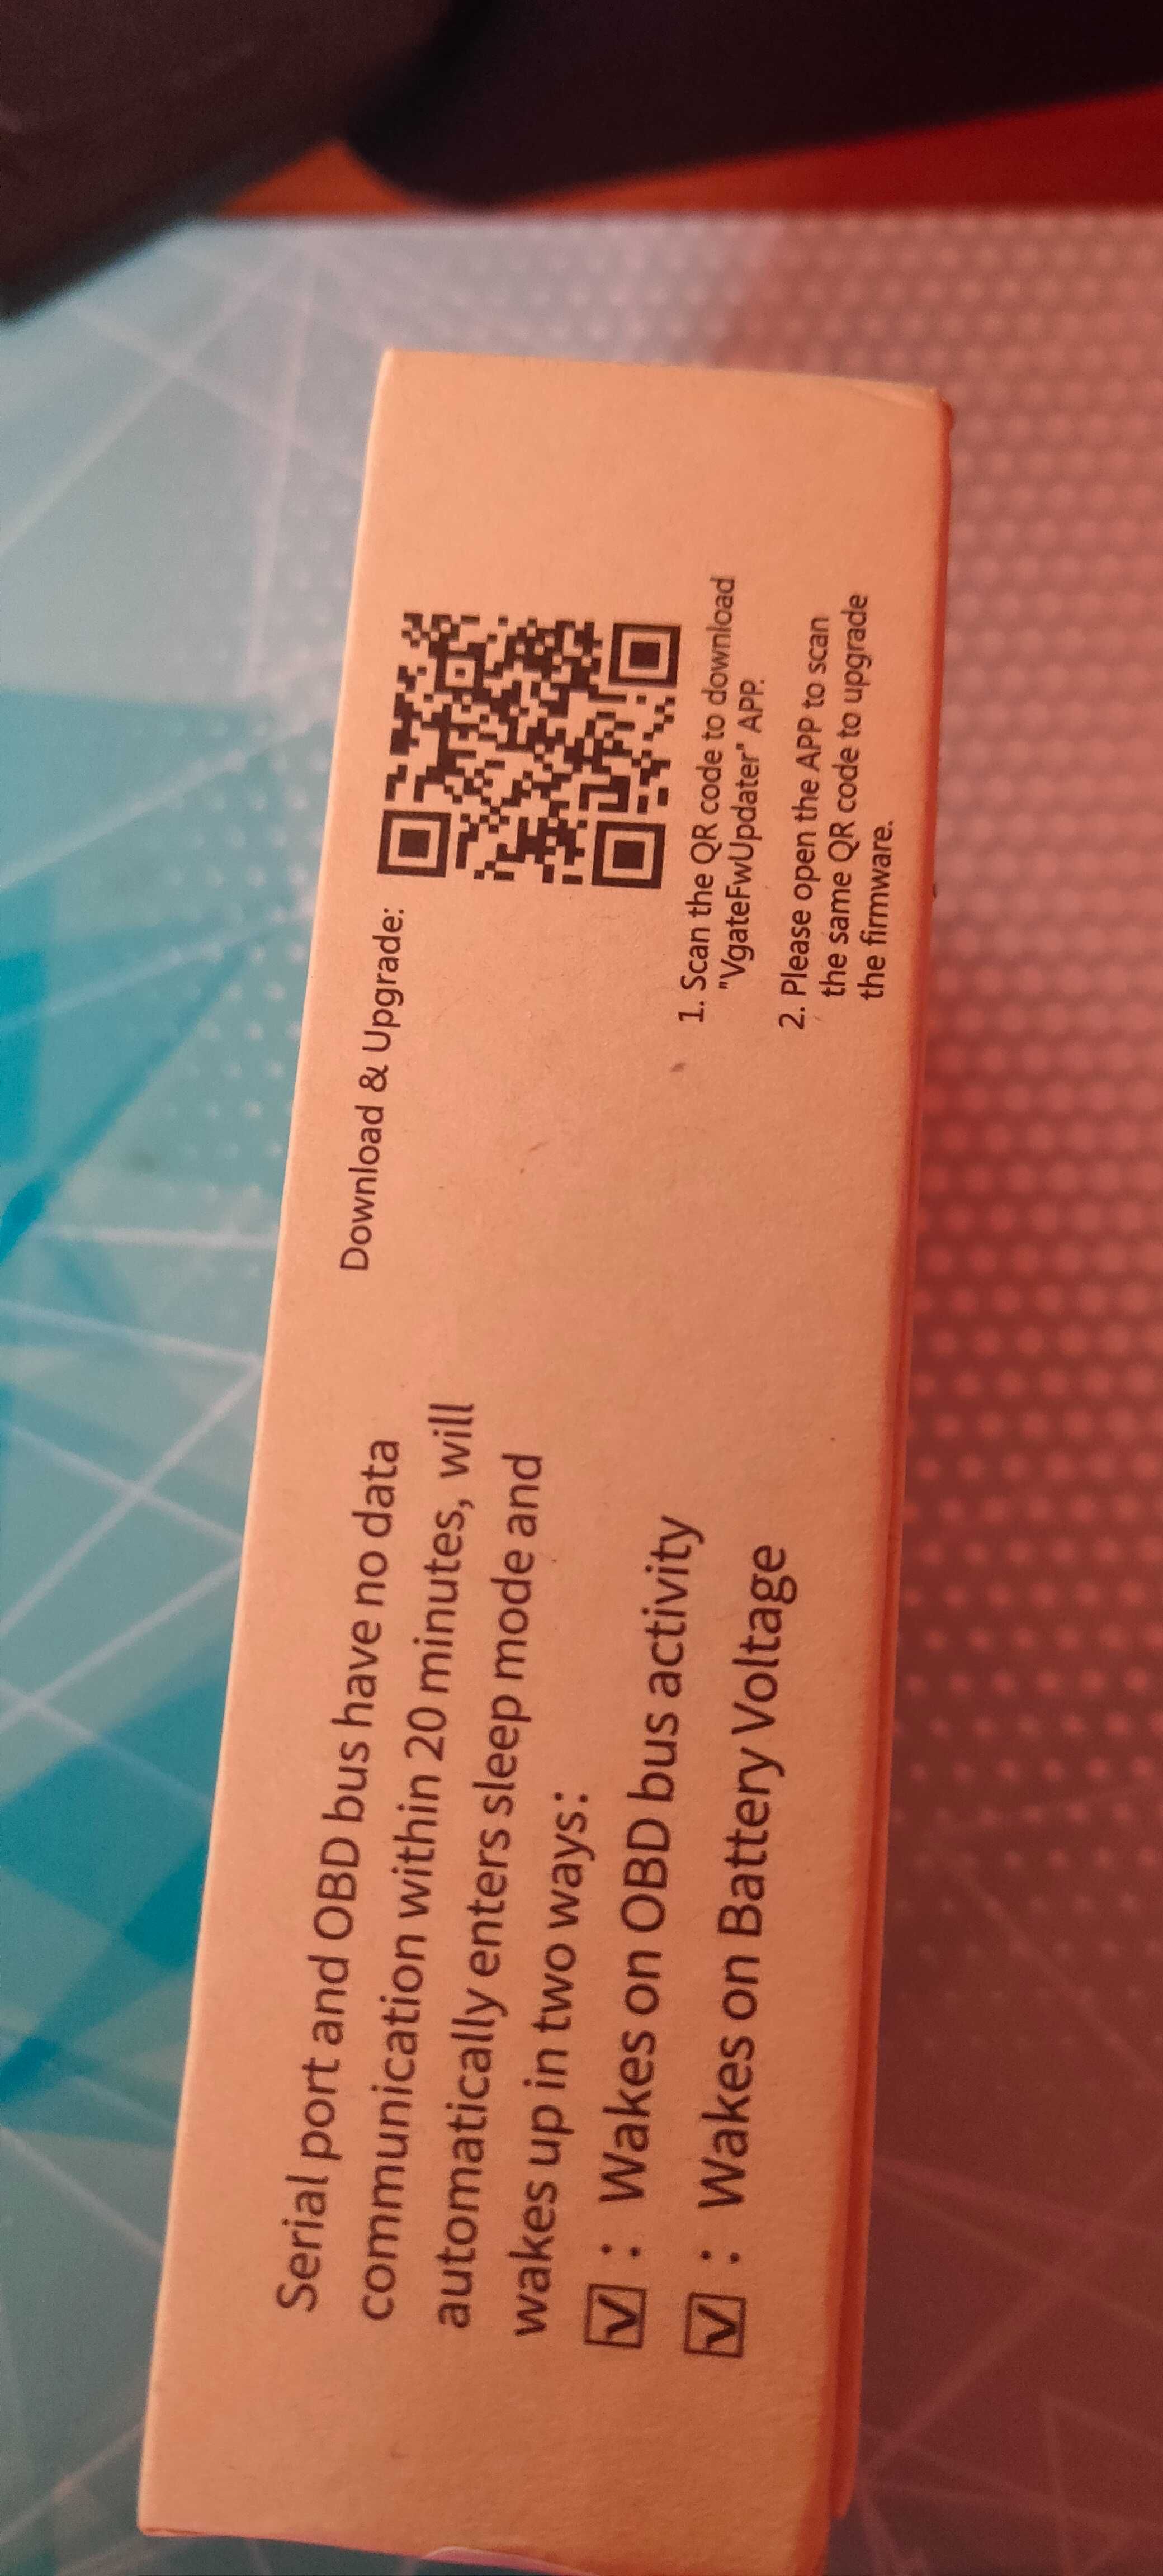 Serial port and OBD bus have no data
communication within 20 minutes, will
automatically enters sleep mode and
wakes up in two ways:
☑ : Wakes on OBD bus activity
☑ : Wakes on Battery Voltage
Download & Upgrade:
1. Scan the QR code to download
"VgateFwUpdater" APP.
2. Please open the APP to scan
the same QR code to upgrade
the firmware.